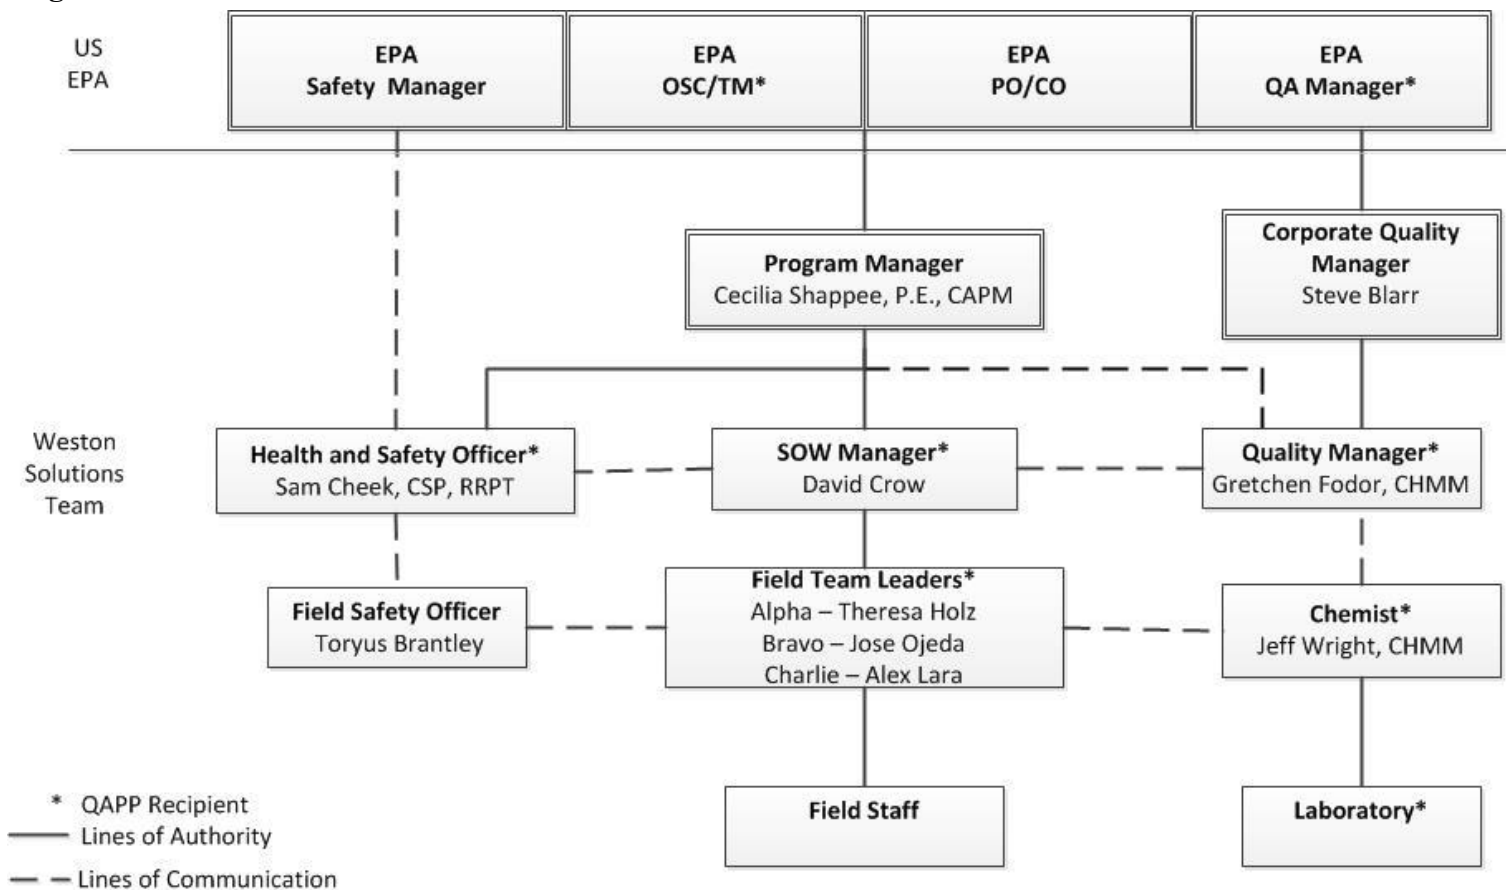 US
EPA
EPA
Safety Manager
EPA
OSC/TM*
EPA
PO/CO
EPA
QA Manager*
Program Manager
Cecilia Shappee, P.E., CAPM
Corporate Quality
Manager
Steve Blarr
Weston
Solutions
Team
Health and Safety Officer*
Sam Cheek, CSP, RRPT
SOW Manager*
David Crow
Quality Manager*
Gretchen Fodor, CHMM
Field Safety Officer
Toryus Brantley
Field Team Leaders*
Alpha – Theresa Holz
Bravo – Jose Ojeda
Charlie – Alex Lara
Chemist*
Jeff Wright, CHMM
Field Staff
Laboratory*
* QAPP Recipient
Lines of Authority
Lines of Communication